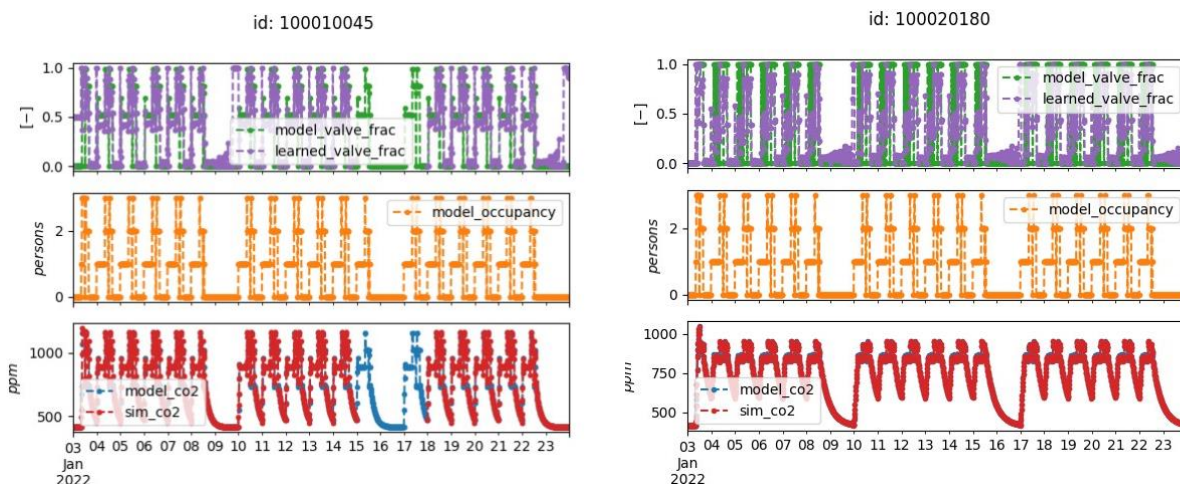 id: 100010045
1.0
0.5
0.0
[−]
model_valve_frac
learned_valve_frac
2
0
persons
model_occupancy
1000
500
ppm
model_co2
sim_co2
03 04 05 06 07 08 09 10 11 12 13 14 15 16 17 18 19 20 21 22 23
Jan
2022
id: 100020180
1.0
0.5
0.0
[−]
model_valve_frac
learned_valve_frac
2
0
persons
model_occupancy
1000
750
500
ppm
model_co2
sim_co2
03 04 05 06 07 08 09 10 11 12 13 14 15 16 17 18 19 20 21 22 23
Jan
2022